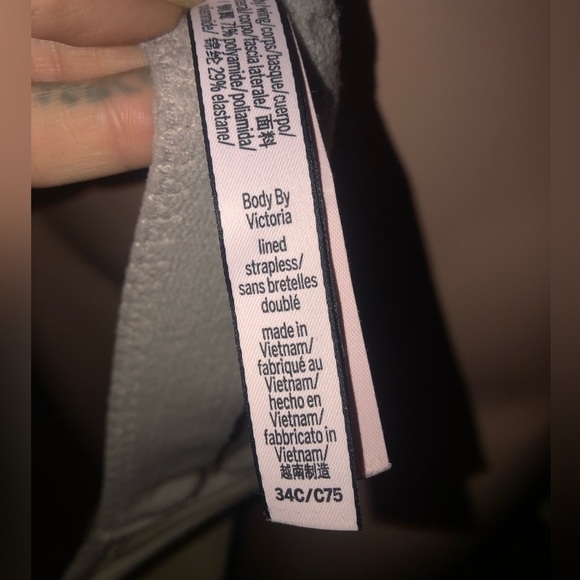 wing/corps/basque/cuerpo/
corpo/fascia laterale/ 面料
71% polyamide/poliamida/
锦纶 29% elastane/
Body By
Victoria
lined
strapless/
sans bretelles
doublé
made in
Vietnam/
fabriqué au
Vietnam/
hecho en
Vietnam/
fabbricato in
Vietnam/
越南制造
34C/C75